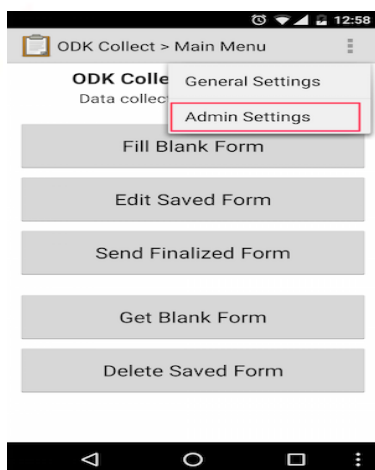 12:58
ODK Collect > Main Menu
General Settings
Admin Settings
ODK Colle
Data collec
Fill Blank Form
Edit Saved Form
Send Finalized Form
Get Blank Form
Delete Saved Form